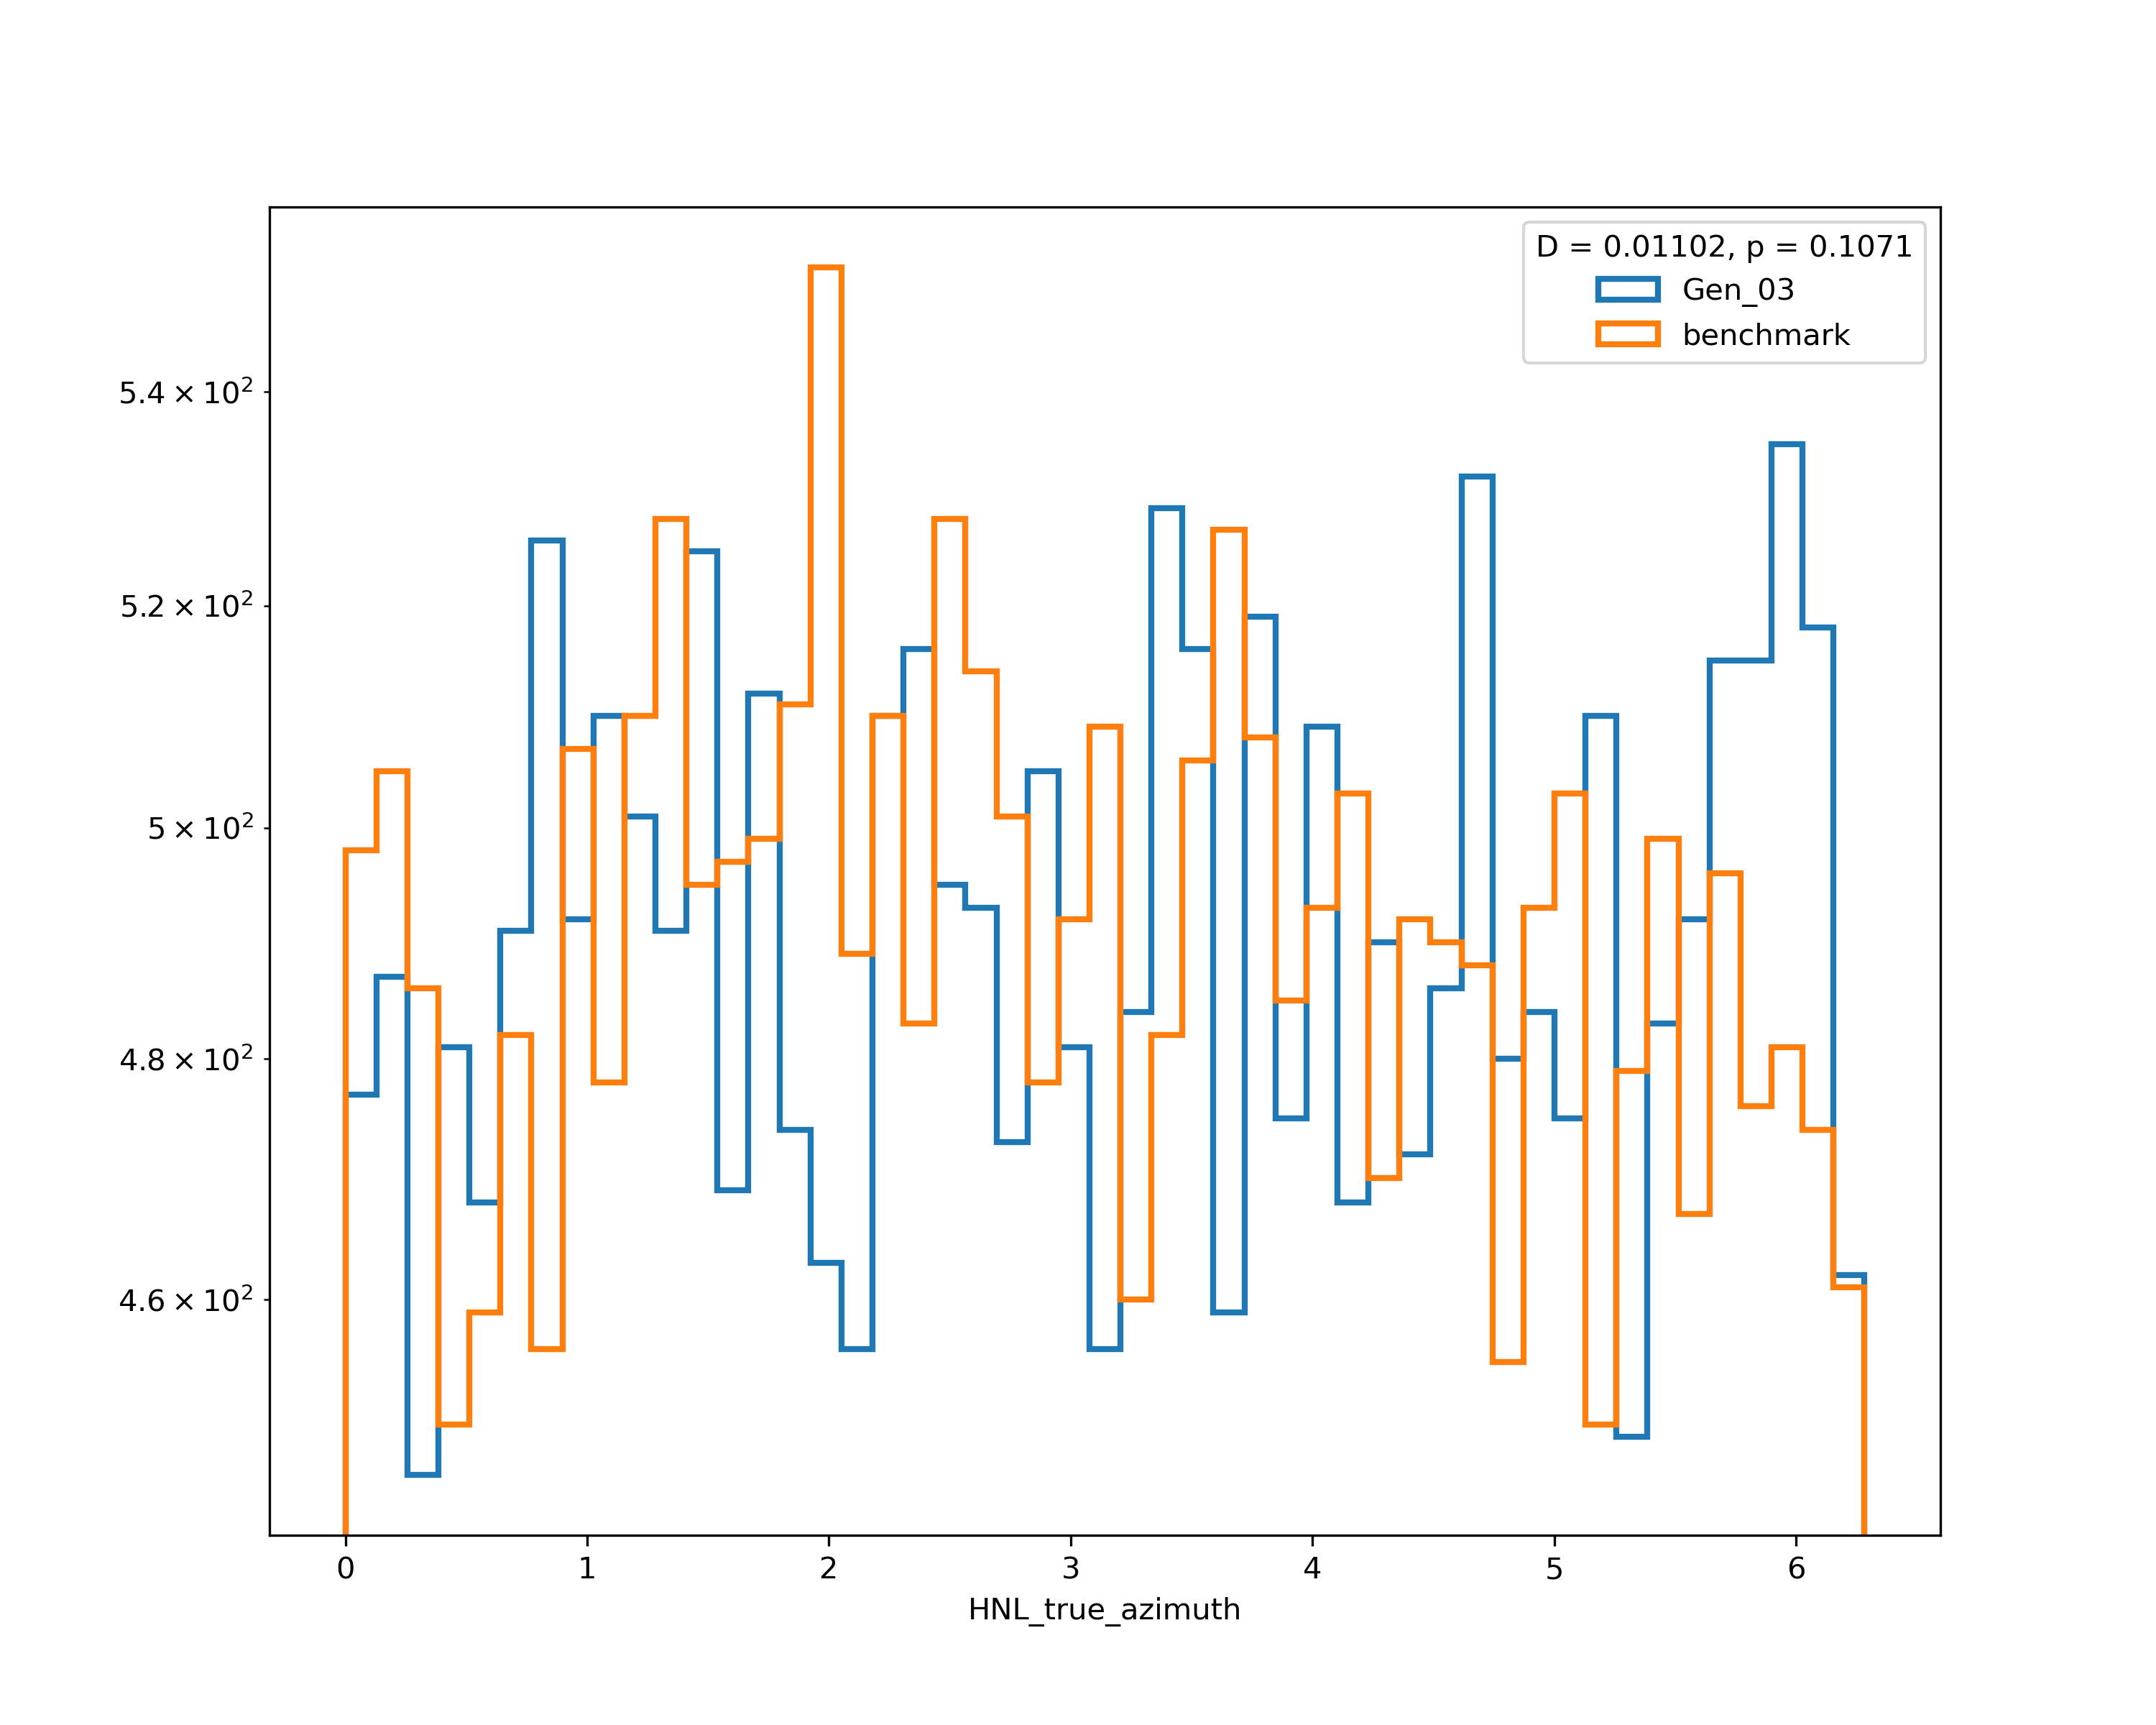 D = 0.01102, p = 0.1071
Gen_03
benchmark
5.4 × 10²
5.2 × 10²
5 × 10²
4.8 × 10²
4.6 × 10²
0 1 2 3 4 5 6
HNL_true_azimuth